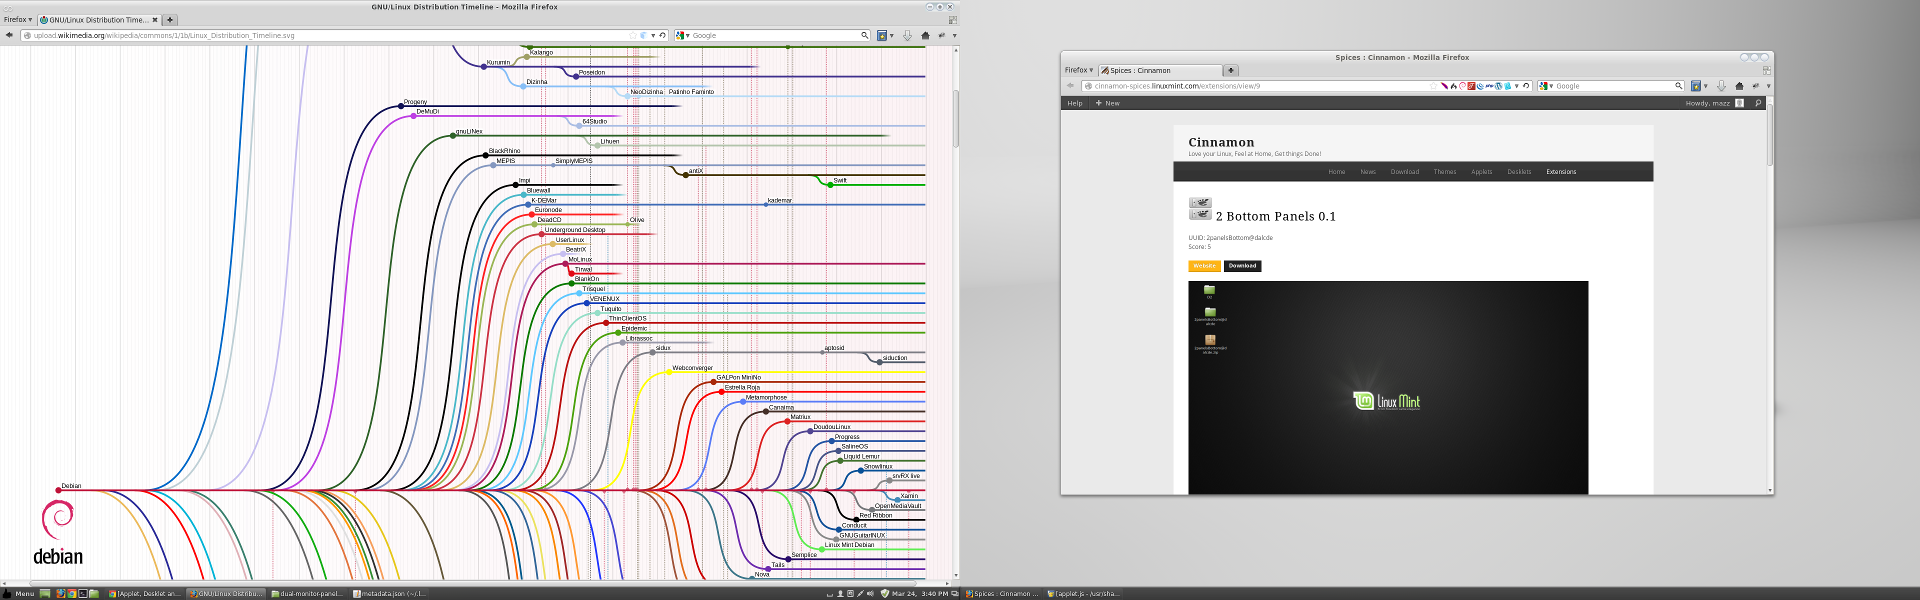 GNU/Linux Distribution Timeline - Mozilla Firefox
Firefox
GNU/Linux Distribution Time...
upload.wikimedia.org/wikipedia/commons/1/1b/Linux_Distribution_Timeline.svg
Google
Kalango
Kurumin
Poseidon
Dizinha
NeoDizinha
Patinho Faminto
Progeny
DeMuDi
64Studio
gnuLiNex
Lihuen
BlackRhino
MEPIS
SimplyMEPIS
antiX
Impi
Swift
Bluewall
K-DEMar
kademar
Euronode
DeadCD
Olive
Underground Desktop
UserLinux
BeatrIX
MoLinux
Tirwal
BlankOn
Trisquel
VENENUX
Tuquito
ThinClientOS
Epidemic
Librassoc
sidux
aptosid
siduction
Webconverger
GALPon MiniNo
Estrella Roja
Metamorphose
Canaima
Matriux
DoudouLinux
Progress
SalineOS
Liquid Lemur
Snowlinux
snrRX live
Debian
Xamin
OpenMediaVault
Red Ribbon
Conducit
GNUGuitarINUX
Linux Mint Debian
Semplice
Tails
Nova
debian
Menu
[Applet, Desklet an...
GNU/Linux Distribu...
dual-monitor-panel...
metadata.json (~/.l...
Mar 24, 3:40 PM
Spices : Cinnamon - Mozilla Firefox
Firefox
Spices : Cinnamon
cinnamon-spices.linuxmint.com/extensions/view/9
Google
Help
New
Howdy, mazz
Cinnamon
Love your Linux, Feel at Home, Get things Done!
Home News Download Themes Applets Desklets Extensions
2 Bottom Panels 0.1
UUID: 2panelsBottom@dalcde
Score: 5
Website
Download
Linux Mint
Spices : Cinnamon ...
[applet.js - /usr/sha...